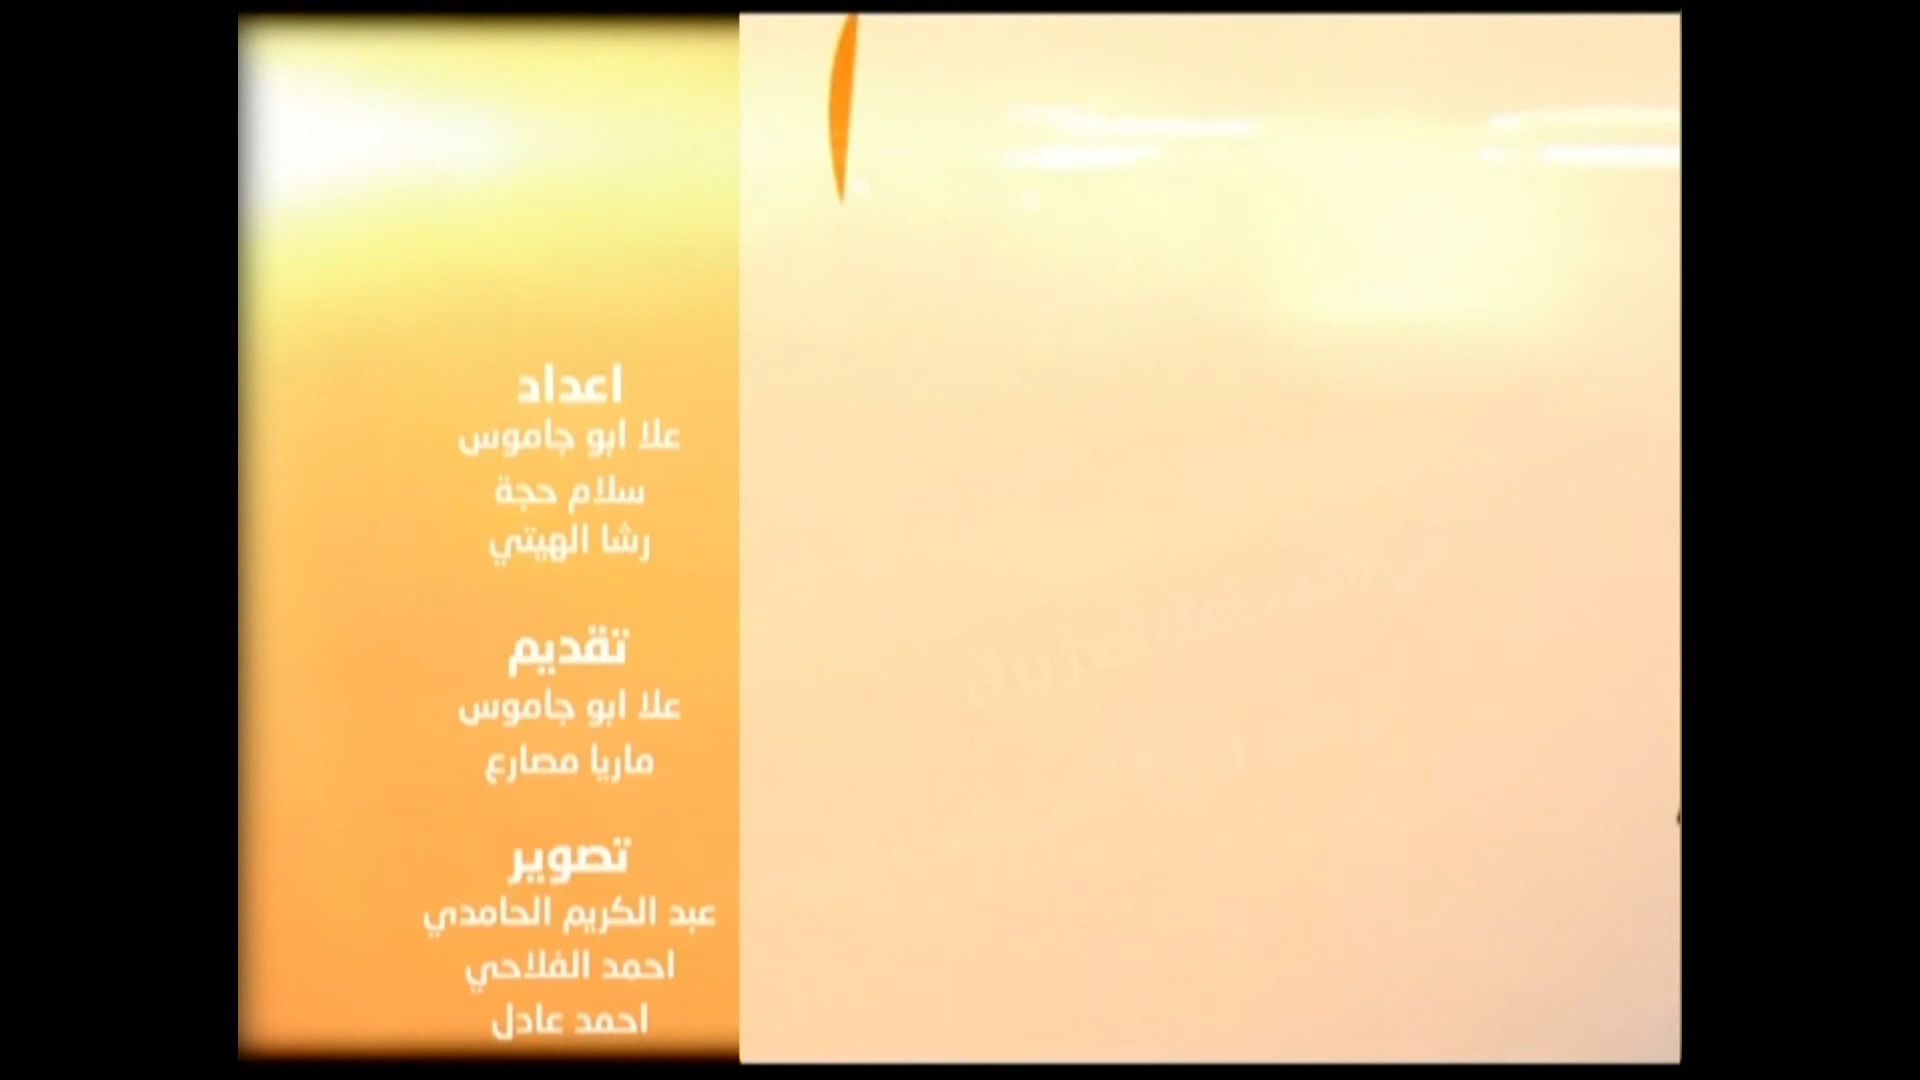 اعداد
علا ابو جاموس
سلام حجة
رشا الهيتي
تقديم
علا ابو جاموس
ماريا مصارع
تصوير
عبد الكريم الحامدي
احمد الفلاحي
احمد عادل